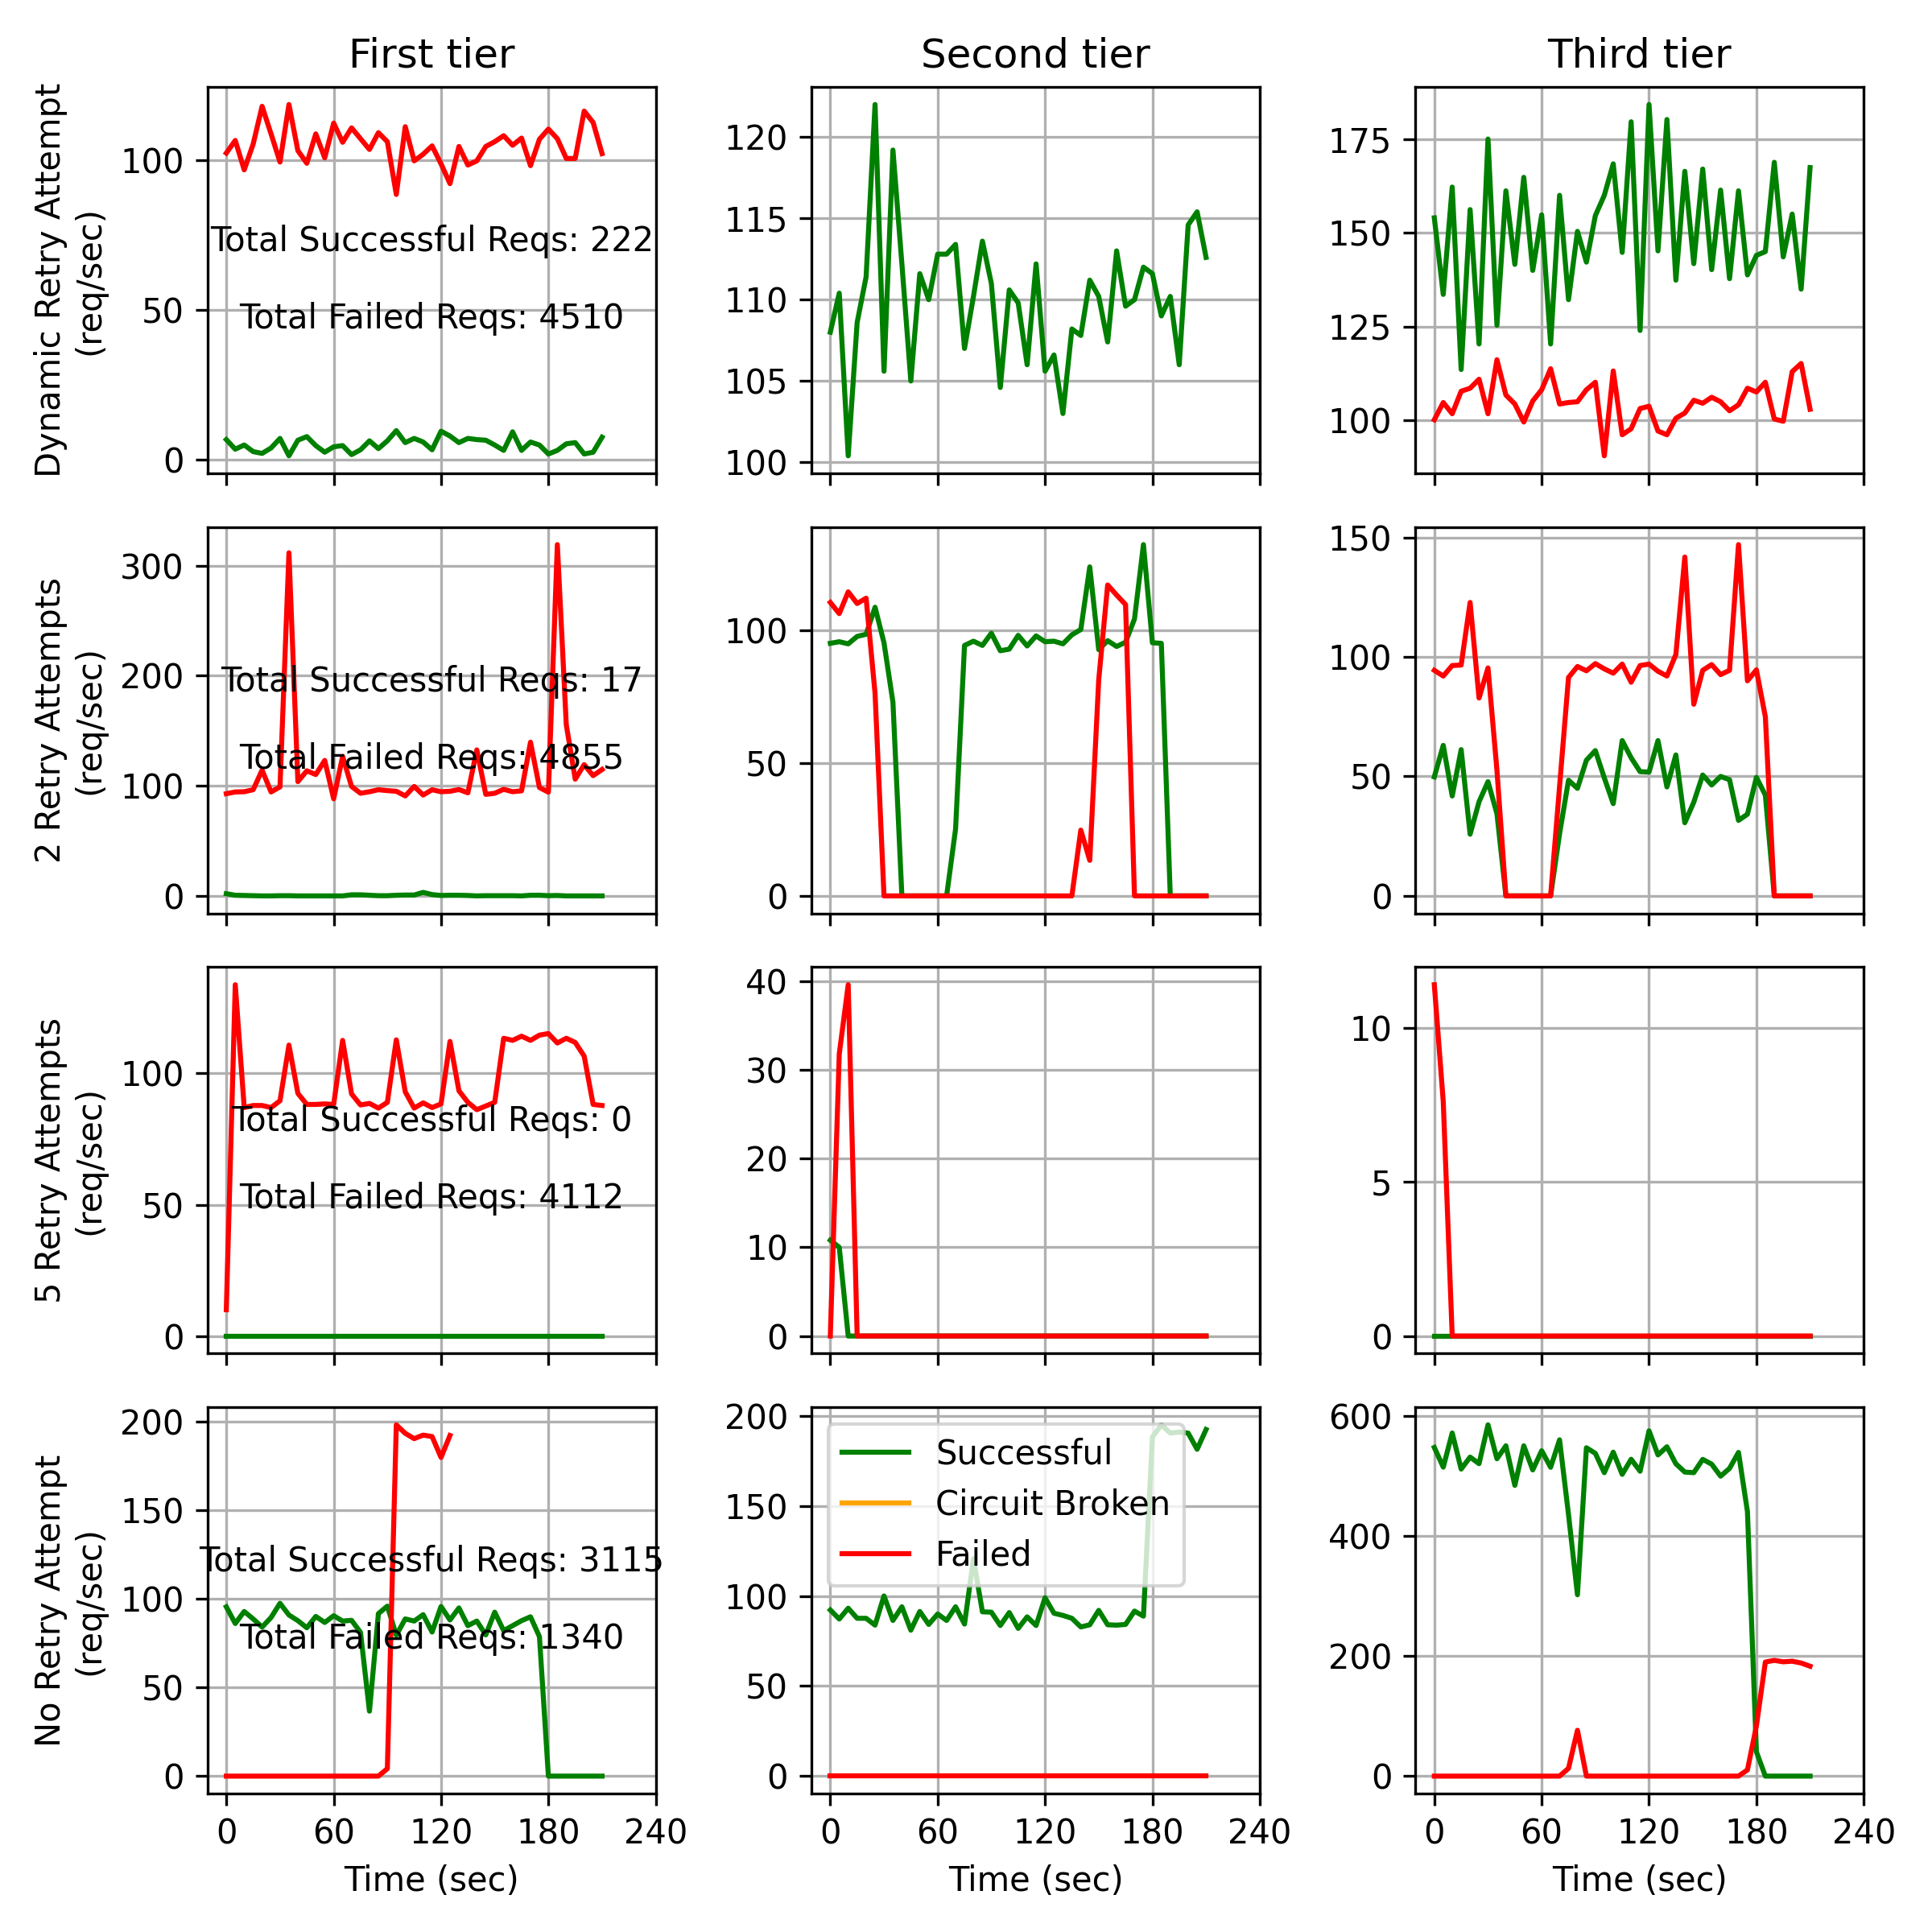 First tier
Second tier
Third tier
Dynamic Retry Attempt
(req/sec)
100
50
0
Total Successful Reqs: 222
Total Failed Reqs: 4510
120
115
110
105
100
175
150
125
100
2 Retry Attempts
(req/sec)
300
200
100
0
Total Successful Reqs: 17
Total Failed Reqs: 4855
100
50
0
150
100
50
0
5 Retry Attempts
(req/sec)
100
50
0
Total Successful Reqs: 0
Total Failed Reqs: 4112
40
30
20
10
0
10
5
0
No Retry Attempt
(req/sec)
200
150
100
50
0
Total Successful Reqs: 3115
Total Failed Reqs: 1340
0 60 120 180 240
Time (sec)
200
150
100
50
0
Successful
Circuit Broken
Failed
0 60 120 180 240
Time (sec)
600
400
200
0
0 60 120 180 240
Time (sec)